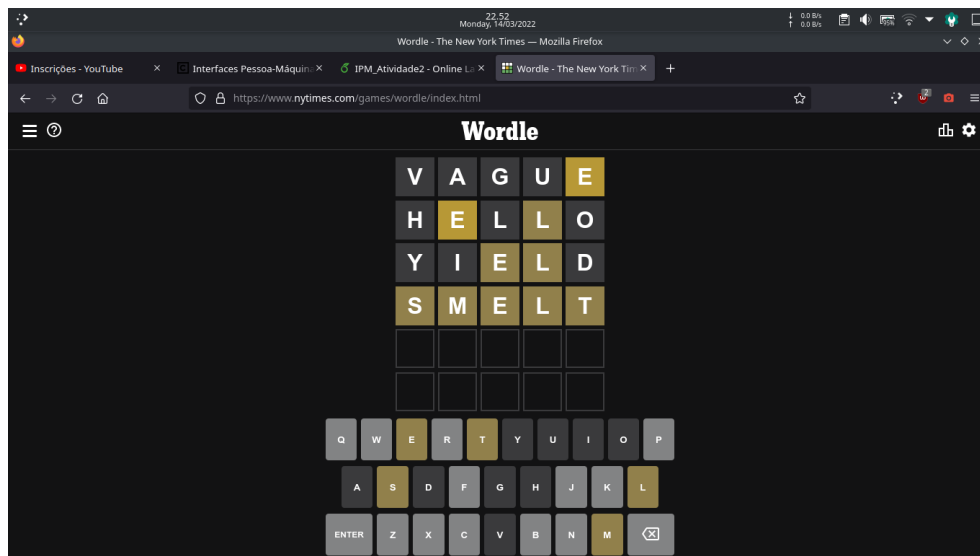 22.52
Monday, 14/03/2022
↓ 0.0 B/s
↑ 0.0 B/s
95%
Wordle - The New York Times — Mozilla Firefox
Inscrições - YouTube
Interfaces Pessoa-Máquina
IPM_Atividade2 - Online La
Wordle - The New York Tim
https://www.nytimes.com/games/wordle/index.html
2
Wordle
V A G U E
H E L L O
Y I E L D
S M E L T
Q W E R T Y U I O P
A S D F G H J K L
ENTER Z X C V B N M